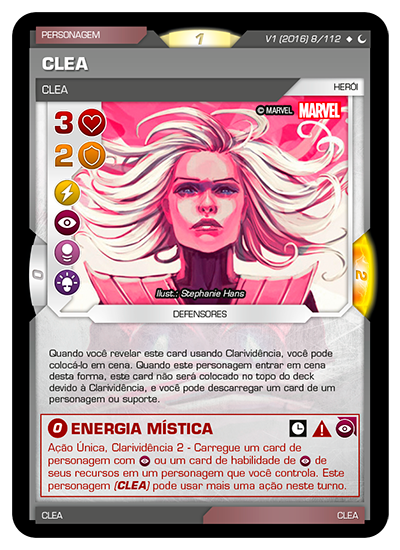 PERSONAGEM
1
V1 (2016) 8/112
CLEA
CLEA
HERÓI
© MARVEL MARVEL
3
2
0
2
Ilust.: Stephanie Hans
DEFENSORES
Quando você revelar este card usando Clarividência, você pode
colocá-lo em cena. Quando este personagem entrar em cena
desta forma, este card não será colocado no topo do deck
devido à Clarividência, e você pode descarregar um card de um
personagem ou suporte.
0 ENERGIA MÍSTICA
Ação Única, Clarividência 2 - Carregue um card de
personagem com ou um card de habilidade de de
seus recursos em um personagem que você controla. Este
personagem (CLEA) pode usar mais uma ação neste turno.
CLEA
CLEA